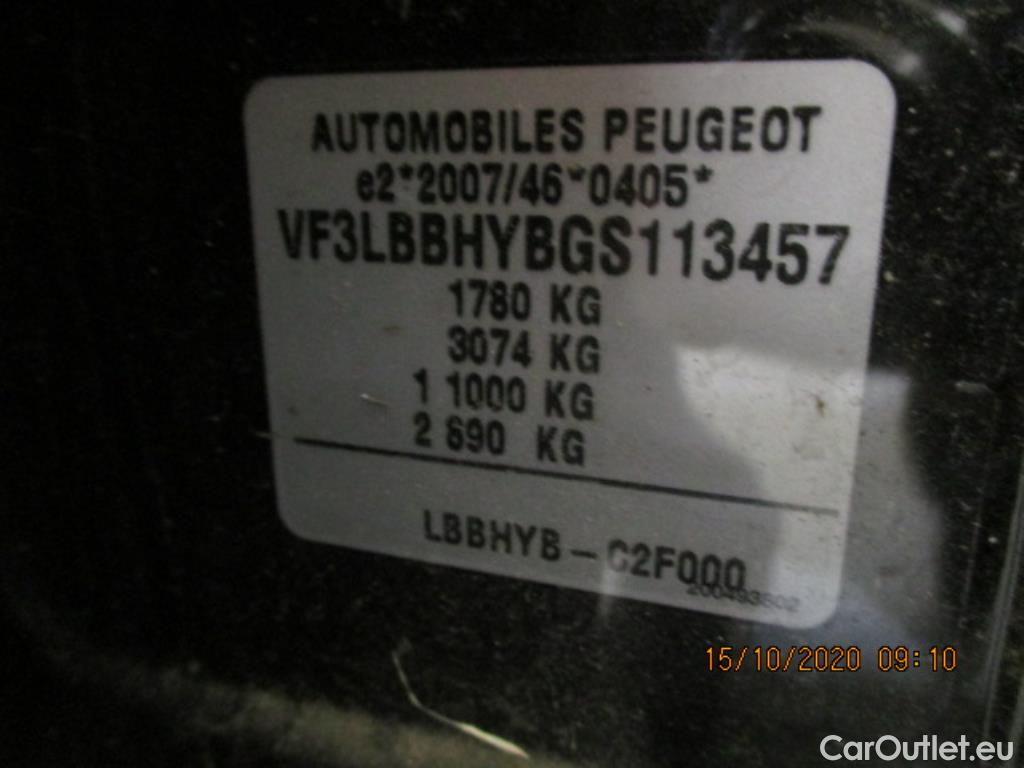 AUTOMOBILES PEUGEOT
e2*2007/46*0405*
VF3LBBHYBGS113457
1780 KG
3074 KG
1 1000 KG
2 890 KG
LBBHYB - C2F000
15/10/2020 09:10
CarOutlet.eu